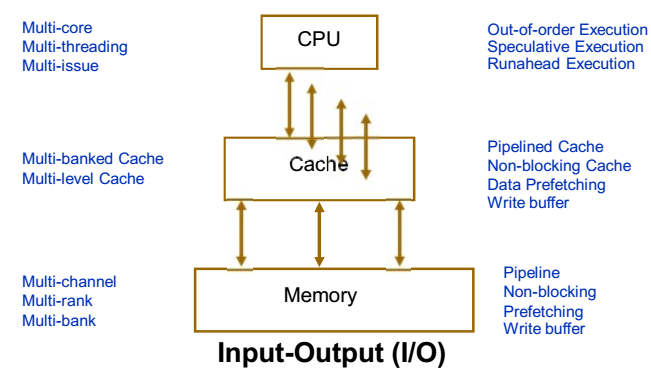 Multi-core
Multi-threading
Multi-issue
CPU
Out-of-order Execution
Speculative Execution
Runahead Execution
Multi-banked Cache
Multi-level Cache
Cache
Pipelined Cache
Non-blocking Cache
Data Prefetching
Write buffer
Multi-channel
Multi-rank
Multi-bank
Memory
Pipeline
Non-blocking
Prefetching
Write buffer
Input-Output (I/O)